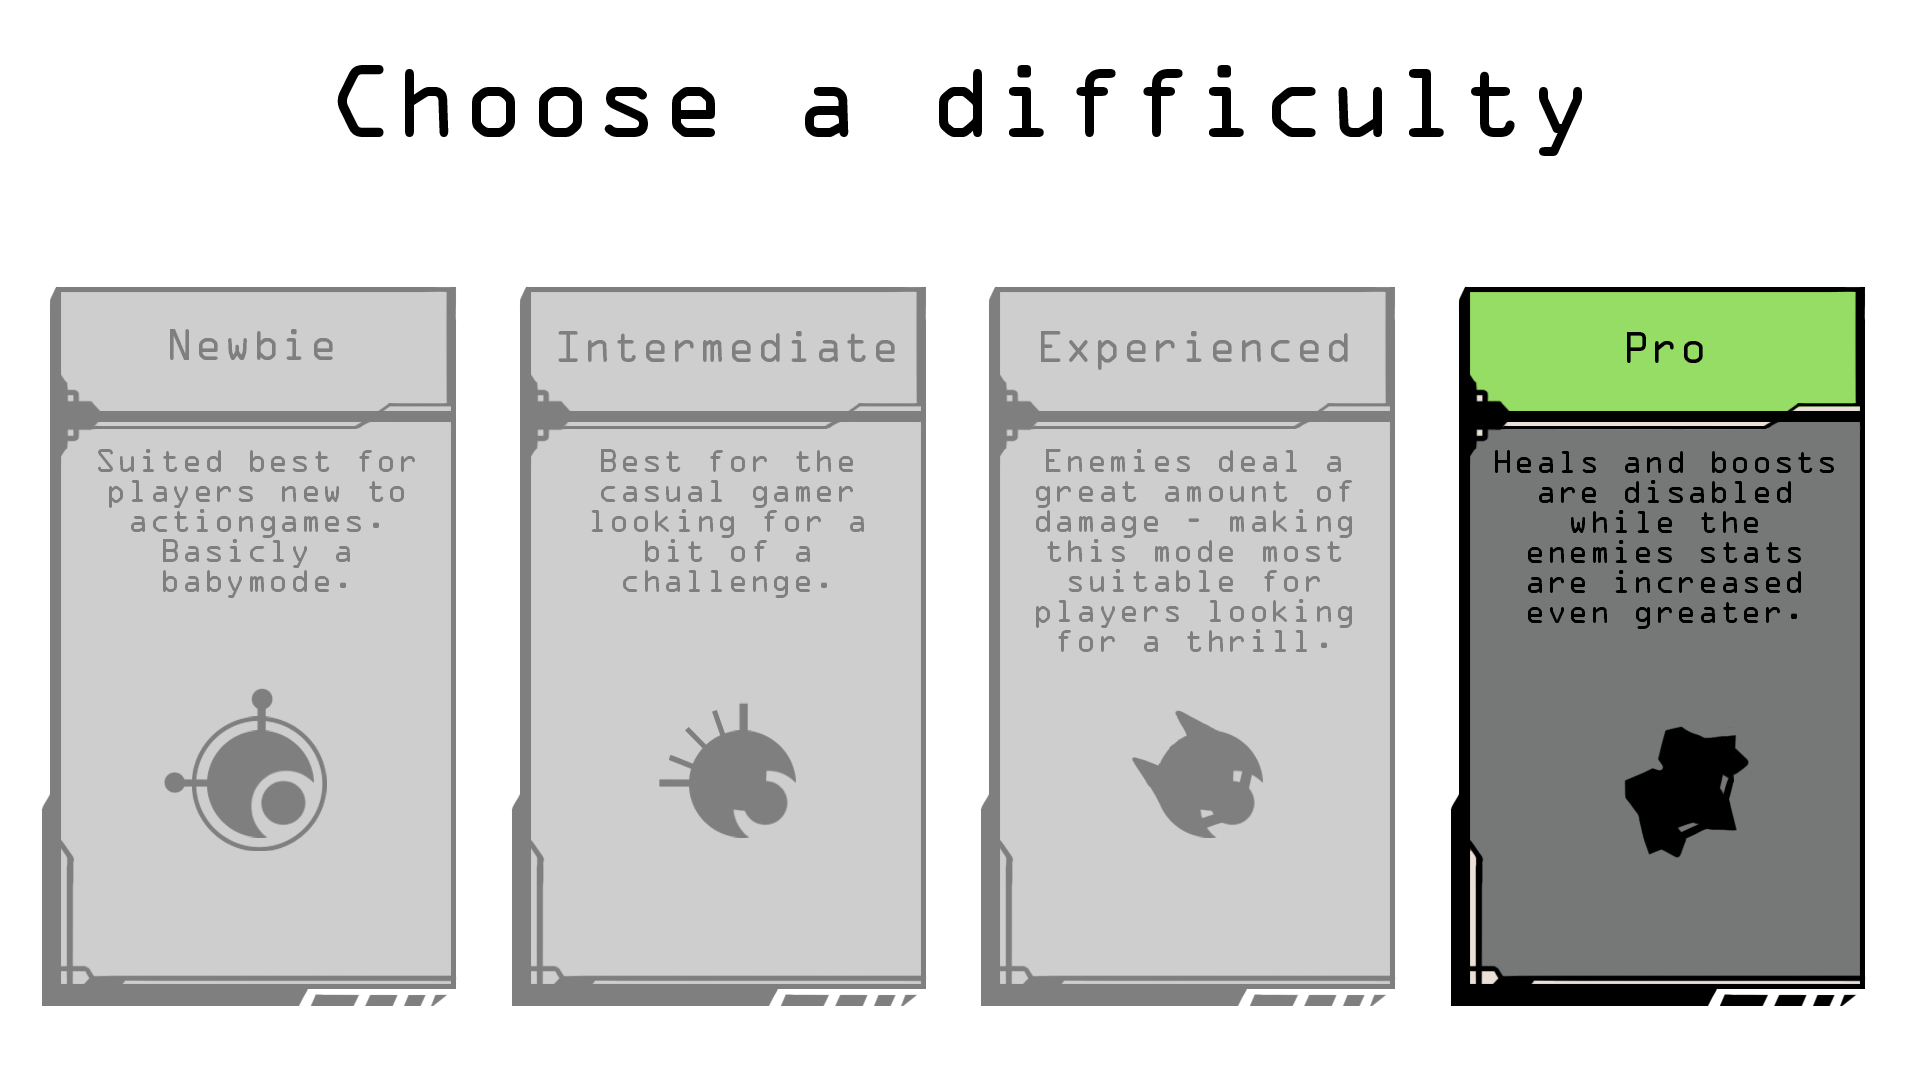 Choose a difficulty
Newbie
Suited best for
players new to
actiongames.
Basicly a
babymode.
Intermediate
Best for the
casual gamer
looking for a
bit of a
challenge.
Experienced
Enemies deal a
great amount of
damage - making
this mode most
suitable for
players looking
for a thrill.
Pro
Heals and boosts
are disabled
while the
enemies stats
are increased
even greater.